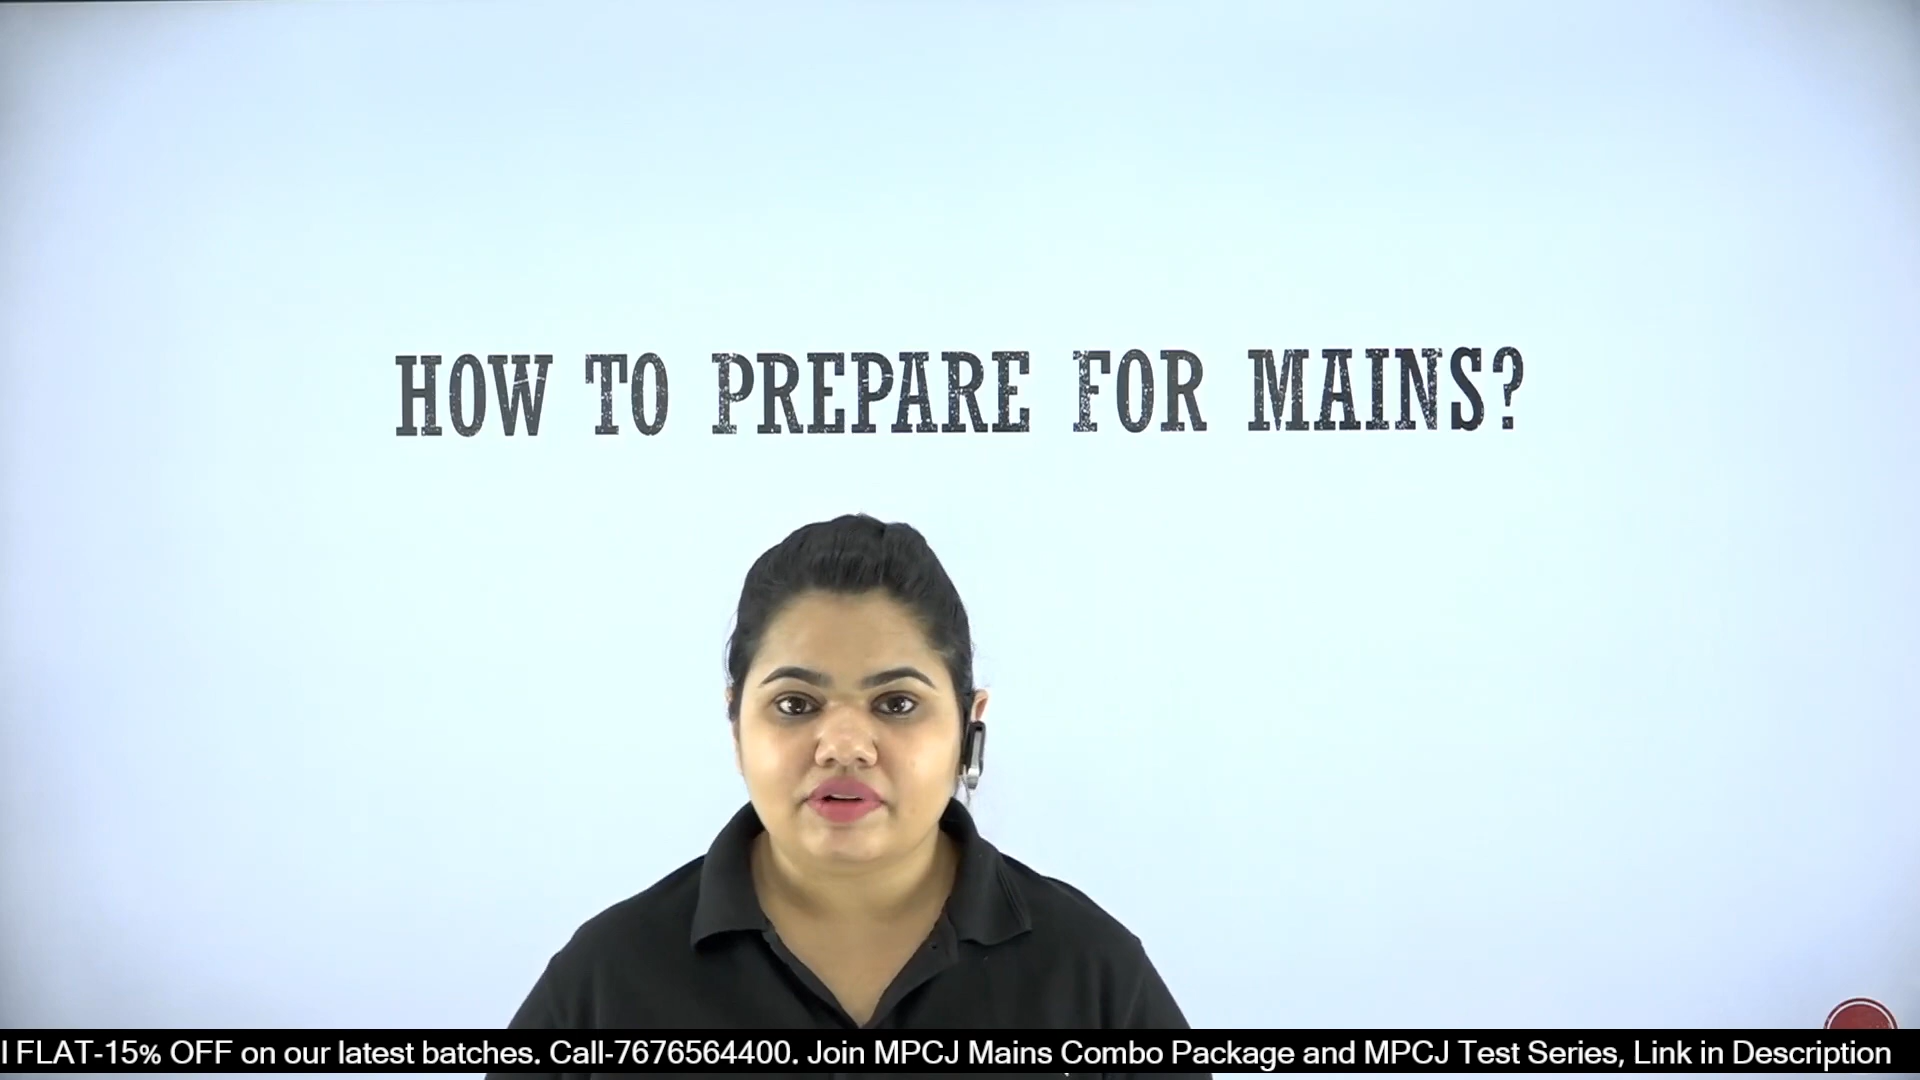 HOW TO PREPARE FOR MAINS?
FLAT-15% OFF on our latest batches. Call-7676564400. Join MPCJ Mains Combo Package and MPCJ Test Series, Link in Description